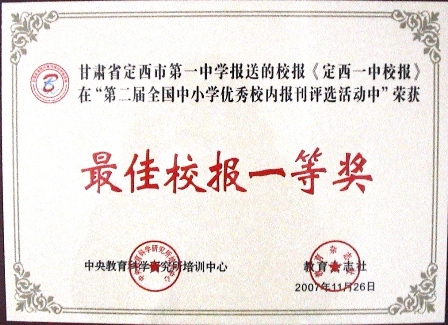 甘肃省定西市第一中学报送的校报《定西一中校报》
在“第二届全国中小学优秀校内报刊评选活动中”荣获
最佳校报一等奖
中央教育科学研究所培训中心
教育杂志社
2007年11月26日